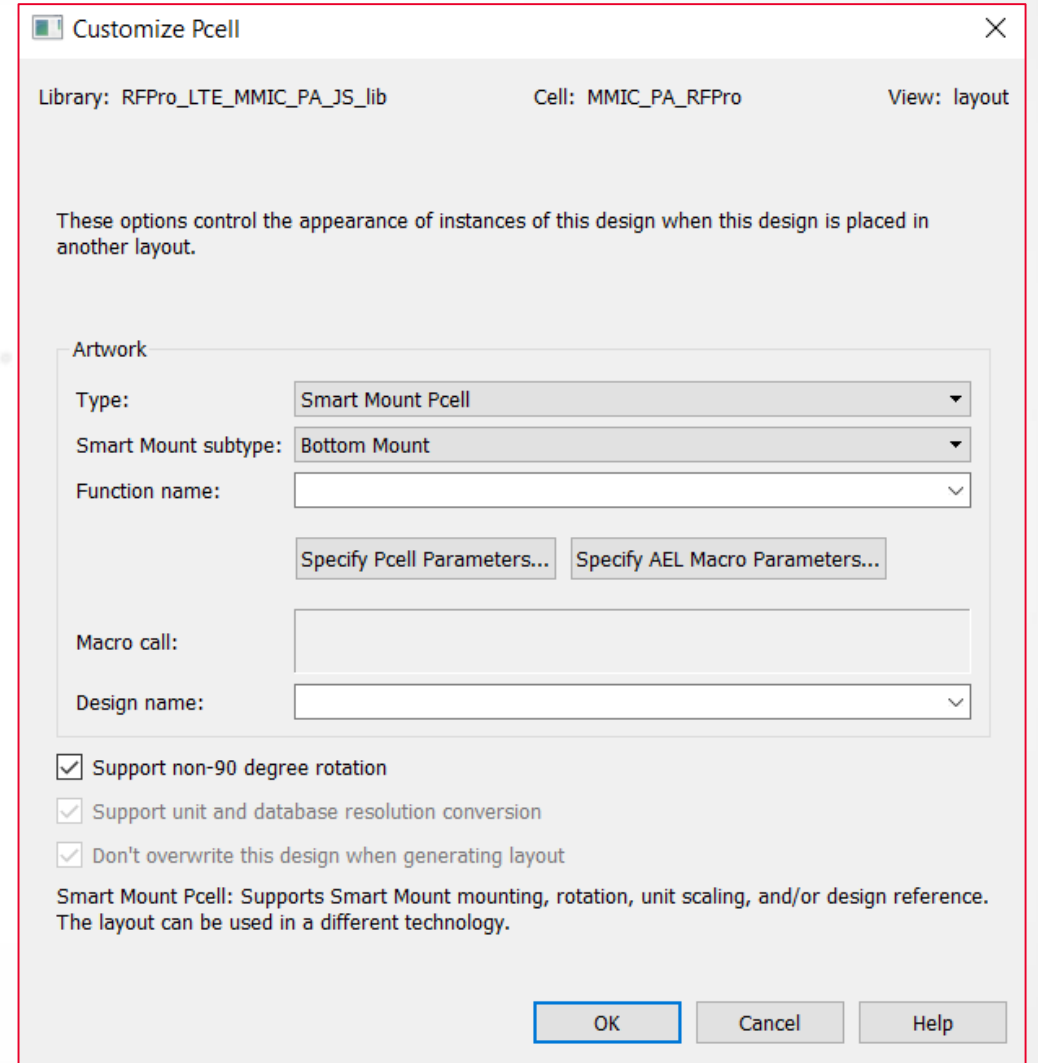 Customize Pcell
Library: RFPro_LTE_MMIC_PA_JS_lib Cell: MMIC_PA_RFPro View: layout
These options control the appearance of instances of this design when this design is placed in
another layout.
Artwork
Type: Smart Mount Pcell
Smart Mount subtype: Bottom Mount
Function name:
Specify Pcell Parameters... Specify AEL Macro Parameters...
Macro call:
Design name:
Support non-90 degree rotation
Support unit and database resolution conversion
Don't overwrite this design when generating layout
Smart Mount Pcell: Supports Smart Mount mounting, rotation, unit scaling, and/or design reference.
The layout can be used in a different technology.
OK Cancel Help